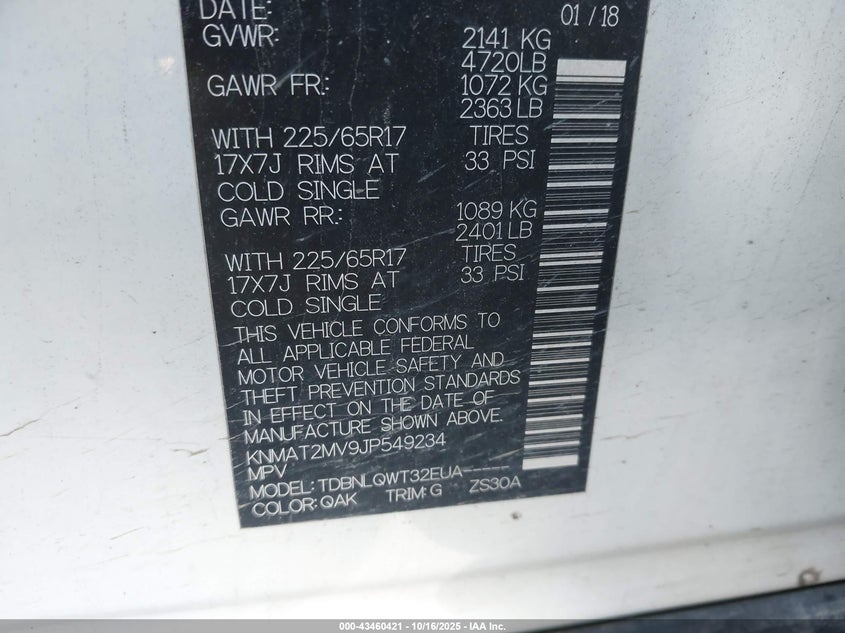 DATE: 01 / 18
GVWR: 2141 KG
4720LB
GAWR FR: 1072 KG
2363 LB
WITH 225/65R17 TIRES
17X7J RIMS AT 33 PSI
COLD SINGLE
GAWR RR: 1089 KG
2401 LB
WITH 225/65R17 TIRES
17X7J RIMS AT 33 PSI
COLD SINGLE
THIS VEHICLE CONFORMS TO
ALL APPLICABLE FEDERAL
MOTOR VEHICLE SAFETY AND
THEFT PREVENTION STANDARDS
IN EFFECT ON THE DATE OF
MANUFACTURE SHOWN ABOVE.
KNMAT2MV9JP549234
MPV
MODEL: TDBNLQWT32EUA-----
COLOR: QAK TRIM: G ZS30A
000-43460421 - 10/16/2025 - IAA Inc.